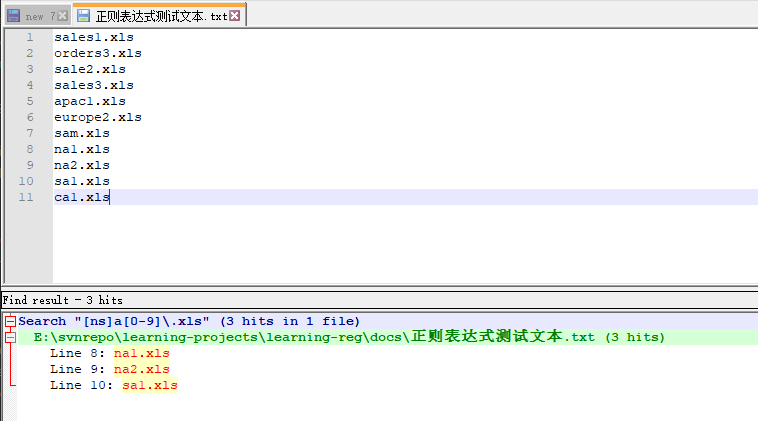 new 7 正则表达式测试文本.txt
1 sales1.xls
2 orders3.xls
3 sale2.xls
4 sales3.xls
5 apac1.xls
6 europe2.xls
7 sam.xls
8 na1.xls
9 na2.xls
10 sa1.xls
11 ca1.xls
Find result - 3 hits
Search "[ns]a[0-9]\.xls" (3 hits in 1 file)
E:\svnrepo\learning-projects\learning-reg\docs\正则表达式测试文本.txt (3 hits)
Line 8: na1.xls
Line 9: na2.xls
Line 10: sa1.xls